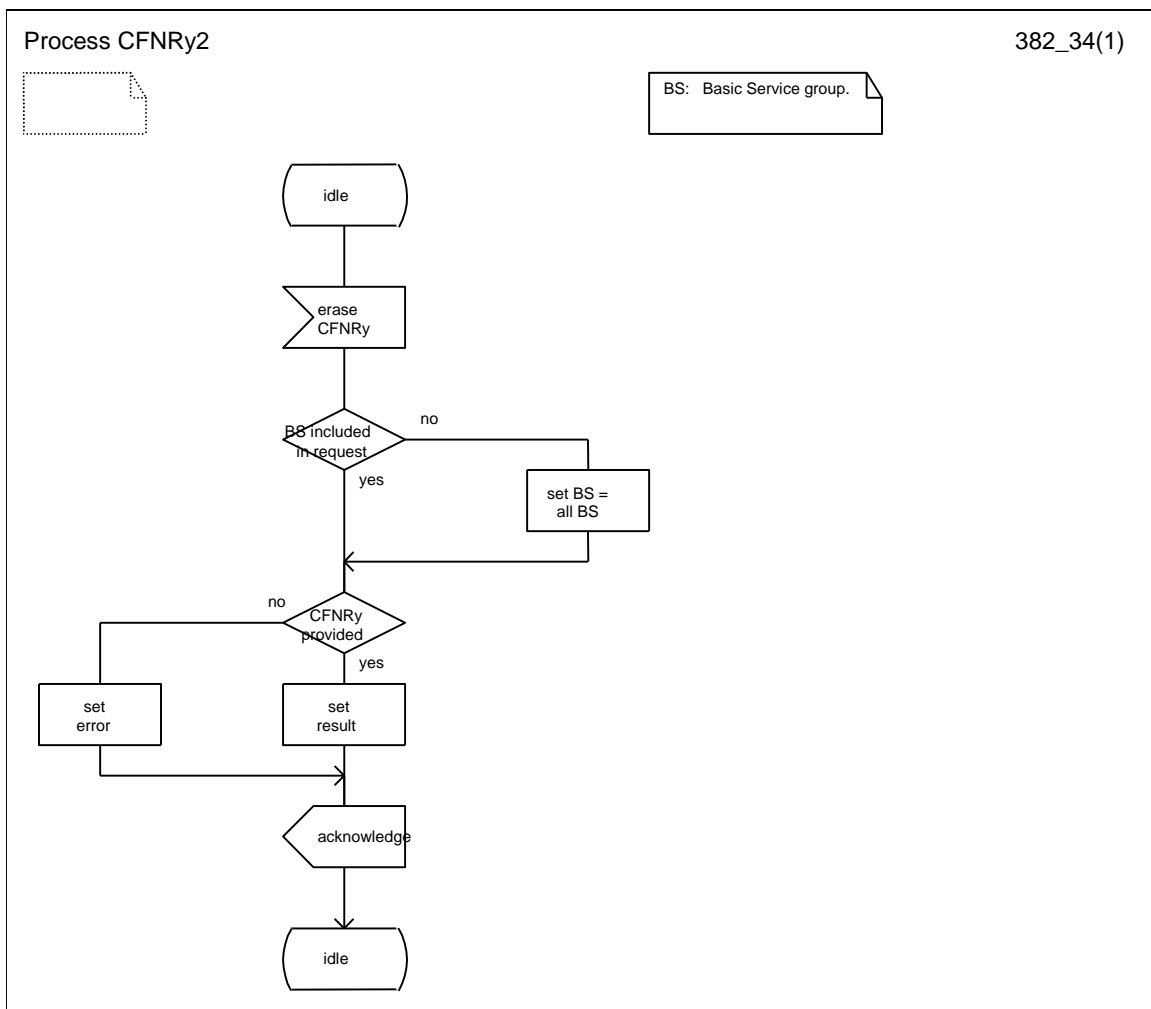 Process CFNRy2
382_34(1)
BS: Basic Service group.
idle
erase
CFNRy
BS included
in request
no
yes
set BS =
all BS
no
CFNRy
provided
yes
set
error
set
result
acknowledge
idle